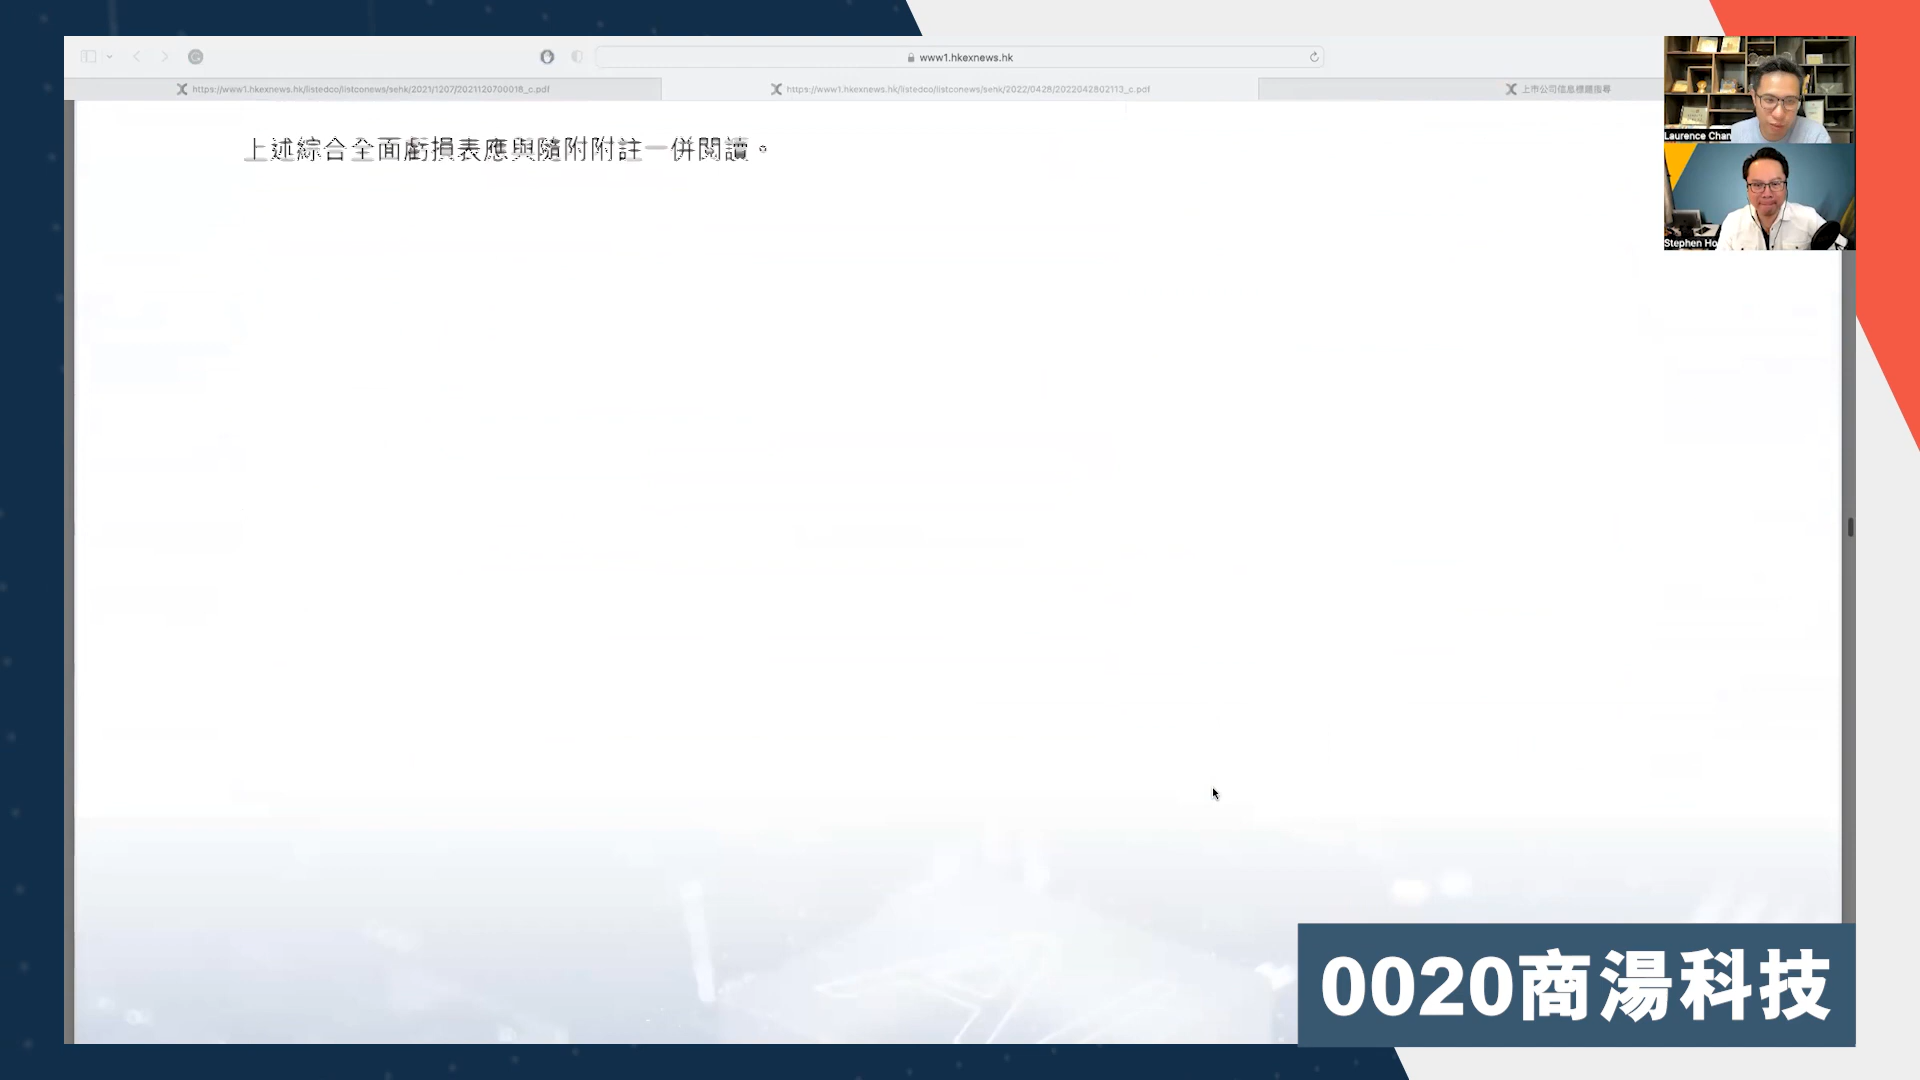 www1.hkexnews.hk
https://www1.hkexnews.hk/listedco/listconews/sehk/2021/1207/2021120700018_c.pdf
https://www1.hkexnews.hk/listedco/listconews/sehk/2022/0428/2022042802113_c.pdf
上市公司信息標題搜尋
上述綜合全面虧損表應與隨附附註一併閱讀。
Laurence Chan
Stephen Ho
0020商湯科技